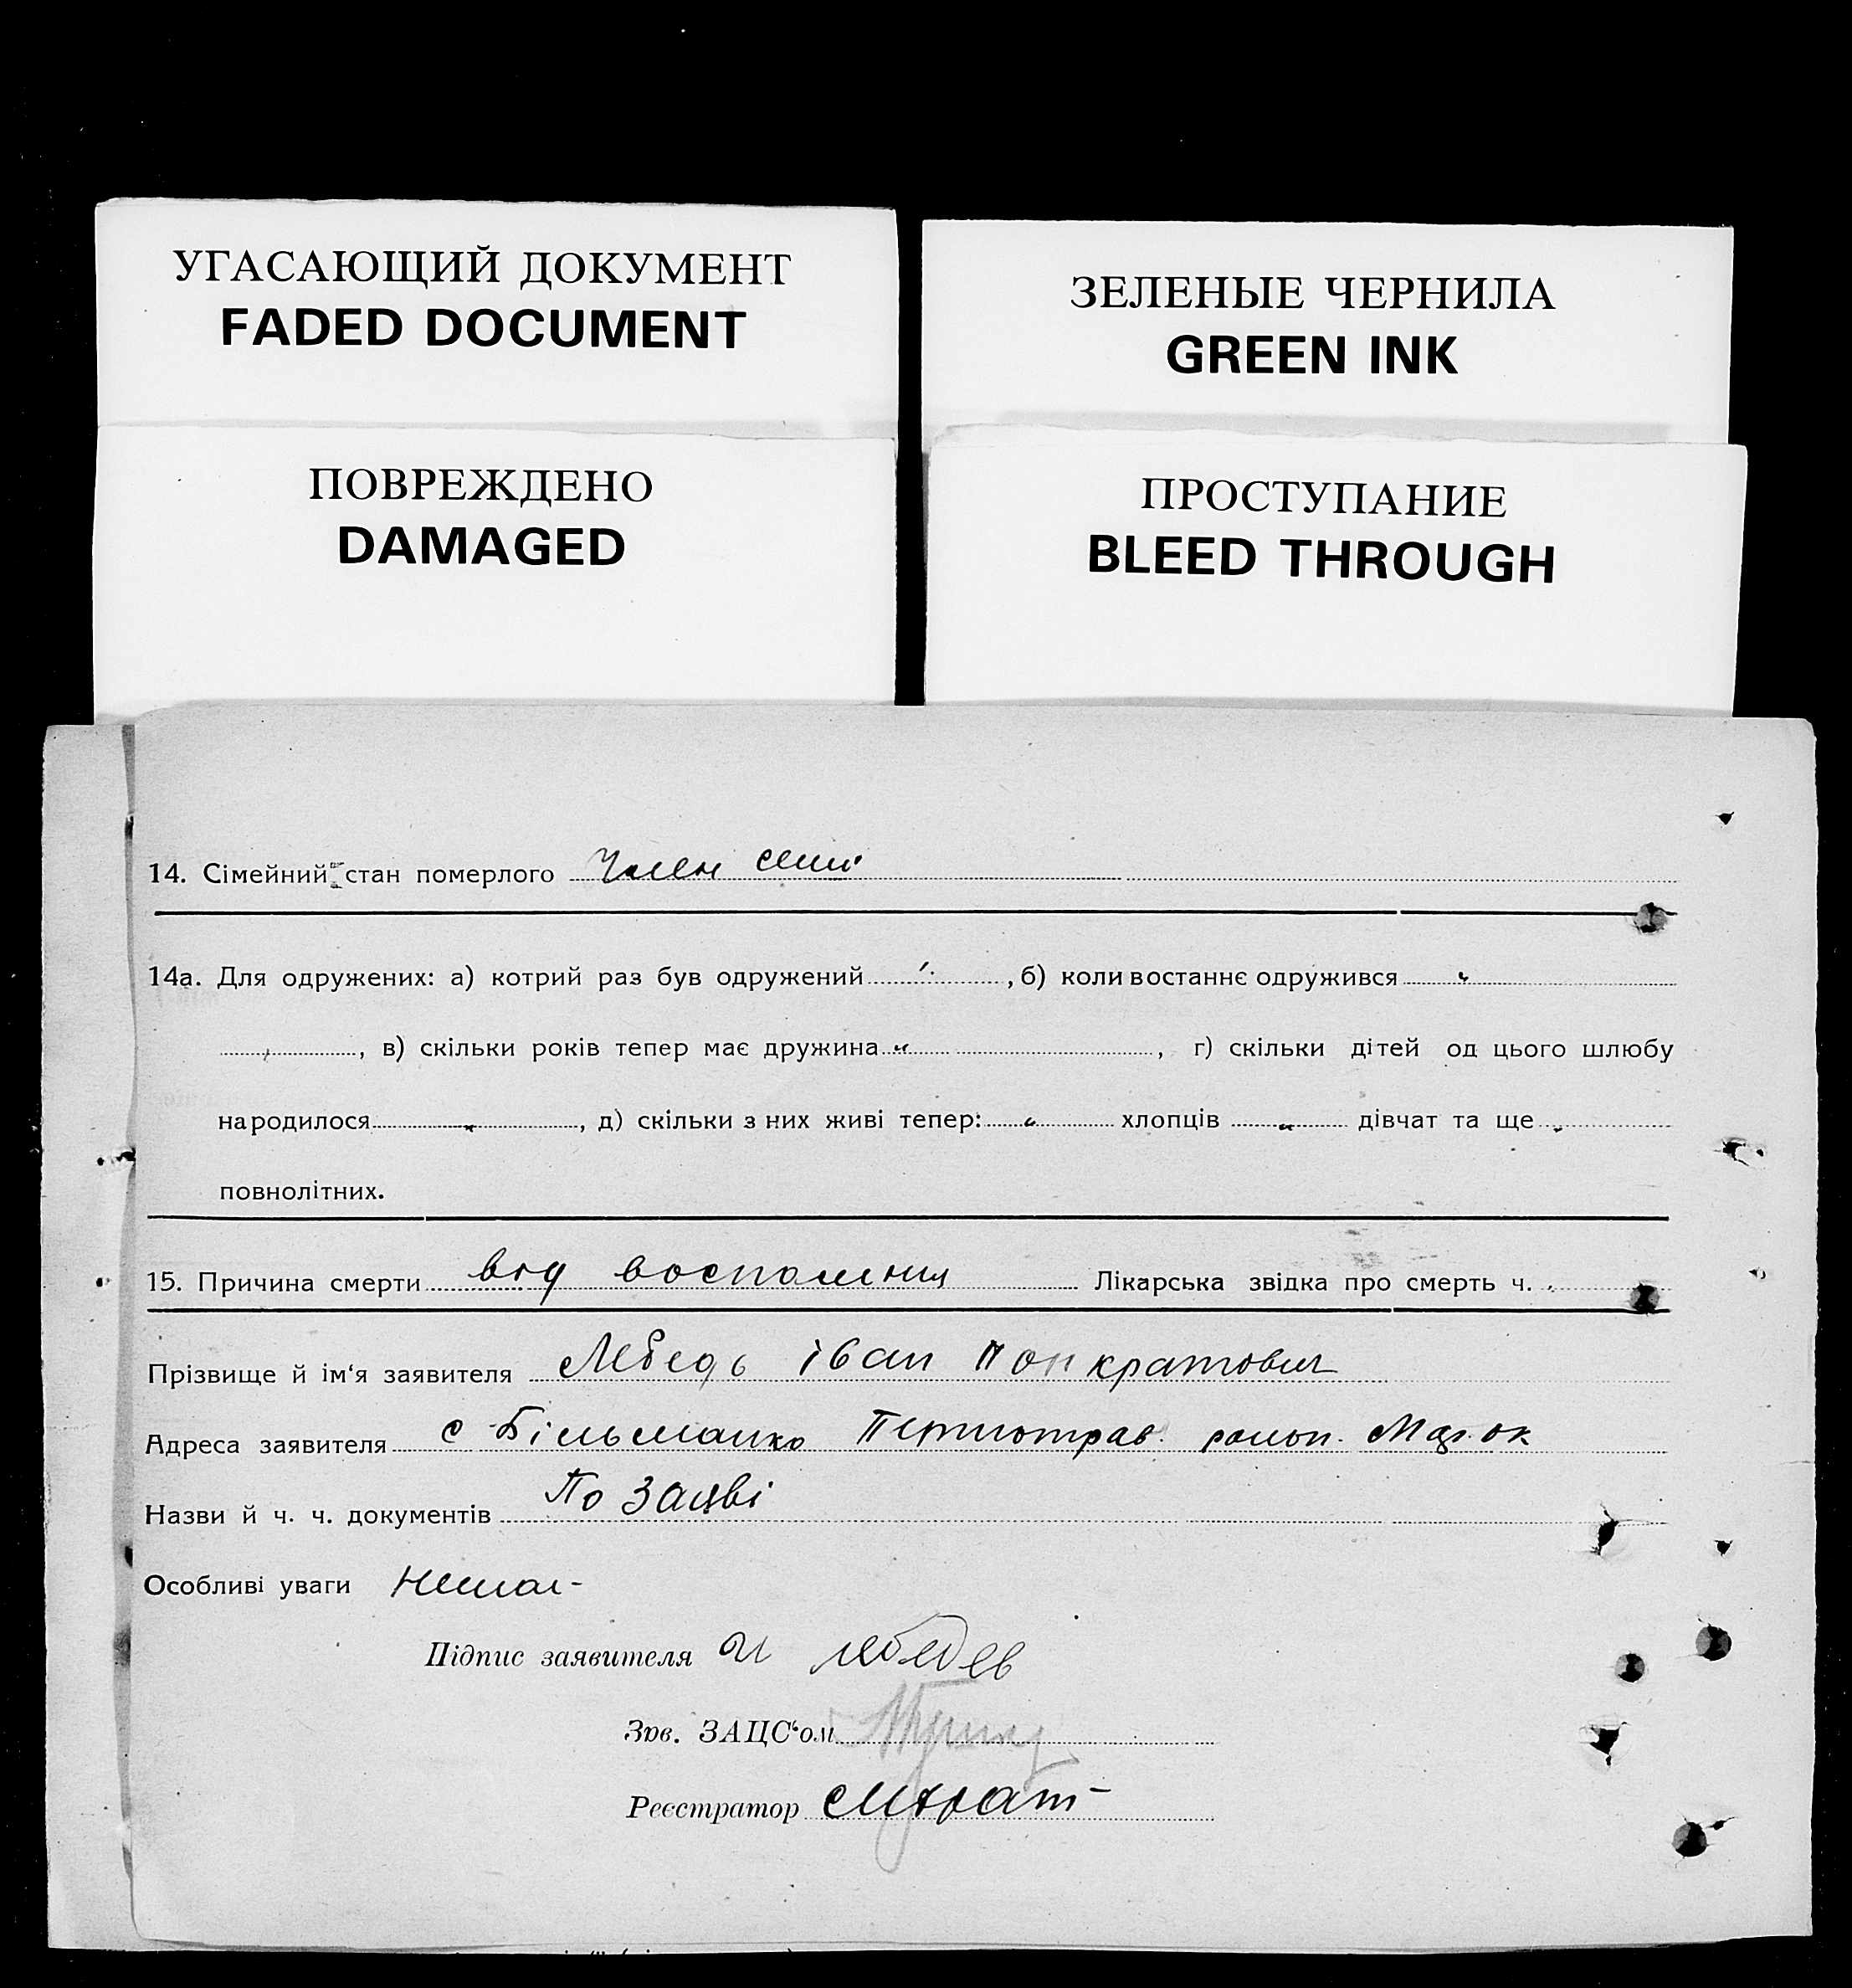 УГАСАЮЩИЙ ДОКУМЕНТ
FADED DOCUMENT
ЗЕЛЕНЫЕ ЧЕРНИЛА
GREEN INK
ПОВРЕЖДЕНО
DAMAGED
ПРОСТУПАНИЕ
BLEED THROUGH
14. Сімейний стан померлого Член семі
14а. Для одружених: а) котрий раз був одружений , б) коли востаннє одружився
, в) скільки років тепер має дружина " , г) скільки дітей од цього шлюбу
народилося " , д) скільки з них живі тепер: " хлопців " дівчат та ще "
повнолітних.
15. Причина смерти від воспаления Лікарська звідка про смерть ч.
Прізвище й ім‘я заявителя Лебедь іван Понкратович
Адреса заявителя с Більманко
Назви й ч. ч. документів По Заяві
Особливі уваги Немає -
Підпис заявителя И лебедев
Зав. ЗАЦС‘ом
Реєстратор